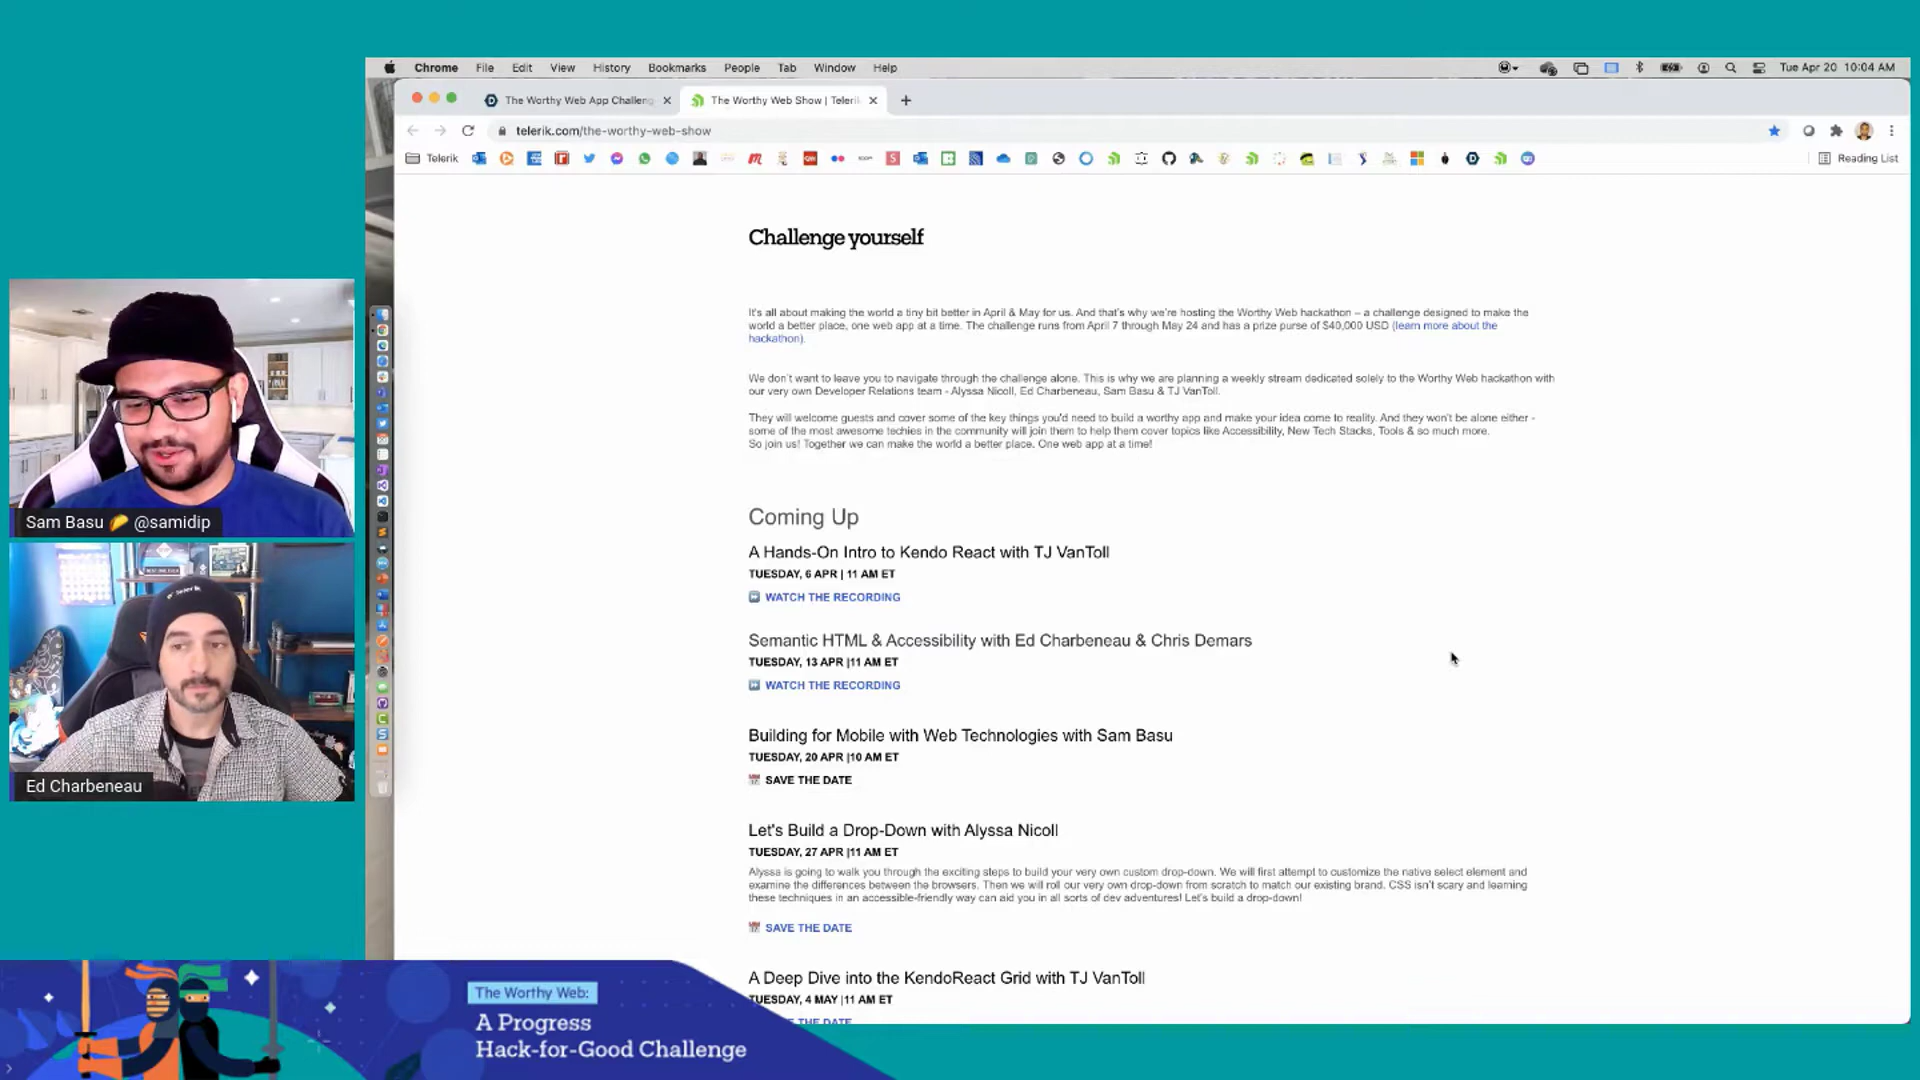 Chrome File Edit View History Bookmarks People Tab Window Help
Tue Apr 20 10:04 AM
The Worthy Web App Challeng
The Worthy Web Show | Teleri
telerik.com/the-worthy-web-show
Telerik
Reading List
Challenge yourself
It's all about making the world a tiny bit better in April & May for us. And that's why we're hosting the Worthy Web hackathon – a challenge designed to make the
world a better place, one web app at a time. The challenge runs from April 7 through May 24 and has a prize purse of $40,000 USD (learn more about the
hackathon).
We don't want to leave you to navigate through the challenge alone. This is why we are planning a weekly stream dedicated solely to the Worthy Web hackathon with
our very own Developer Relations team - Alyssa Nicoll, Ed Charbeneau, Sam Basu & TJ VanToll.
They will welcome guests and cover some of the key things you'd need to build a worthy app and make your idea come to reality. And they won't be alone either -
some of the most awesome techies in the community will join them to help them cover topics like Accessibility, New Tech Stacks, Tools & so much more.
So join us! Together we can make the world a better place. One web app at a time!
Coming Up
A Hands-On Intro to Kendo React with TJ VanToll
TUESDAY, 6 APR | 11 AM ET
WATCH THE RECORDING
Semantic HTML & Accessibility with Ed Charbeneau & Chris Demars
TUESDAY, 13 APR |11 AM ET
WATCH THE RECORDING
Building for Mobile with Web Technologies with Sam Basu
TUESDAY, 20 APR |10 AM ET
SAVE THE DATE
Let's Build a Drop-Down with Alyssa Nicoll
TUESDAY, 27 APR |11 AM ET
Alyssa is going to walk you through the exciting steps to build your very own custom drop-down. We will first attempt to customize the native select element and
examine the differences between the browsers. Then we will roll our very own drop-down from scratch to match our existing brand. CSS isn't scary and learning
these techniques in an accessible-friendly way can aid you in all sorts of dev adventures! Let's build a drop-down!
SAVE THE DATE
A Deep Dive into the KendoReact Grid with TJ VanToll
TUESDAY, 4 MAY |11 AM ET
THE DATE
Sam Basu 🌮 @samidip
Ed Charbeneau
The Worthy Web:
A Progress
Hack-for-Good Challenge